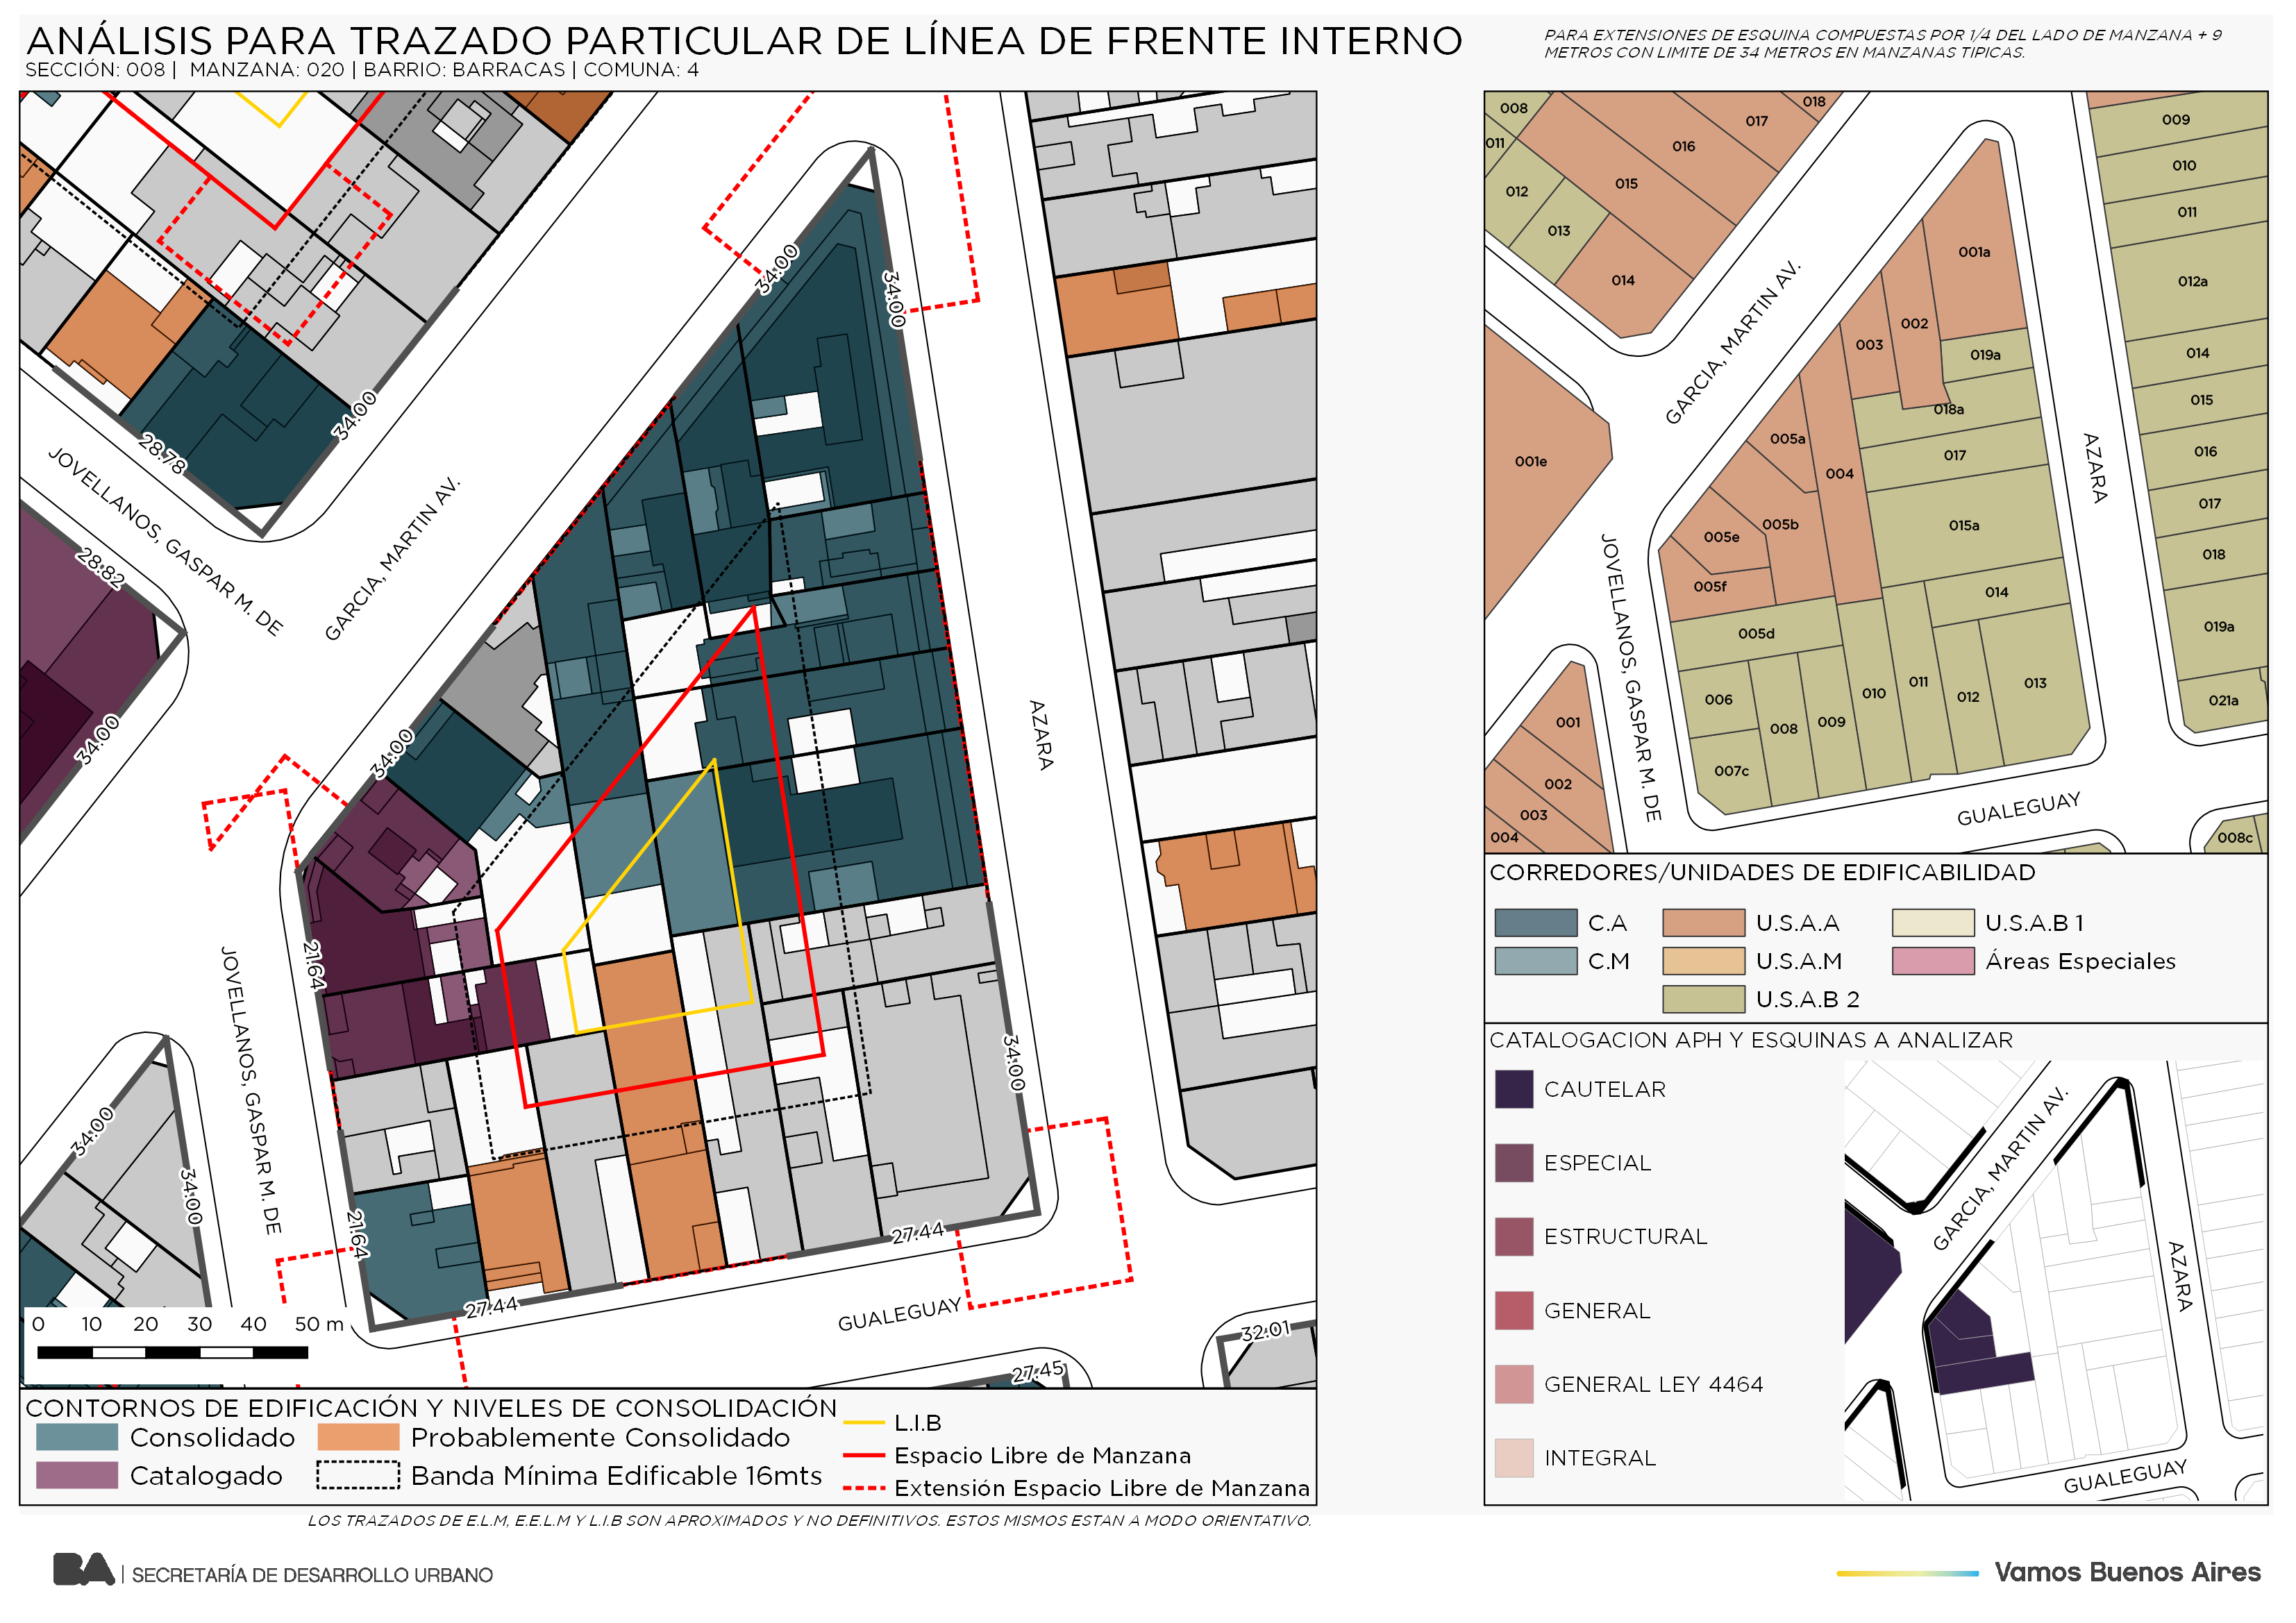 ANÁLISIS PARA TRAZADO PARTICULAR DE LÍNEA DE FRENTE INTERNO
SECCIÓN: 008 | MANZANA: 020 | BARRIO: BARRACAS | COMUNA: 4
PARA EXTENSIONES DE ESQUINA COMPUESTAS POR 1/4 DEL LADO DE MANZANA + 9
METROS CON LIMITE DE 34 METROS EN MANZANAS TIPICAS.
34.00
34.00
34.00
28.78
JOVELLANOS, GASPAR M. DE
GARCIA, MARTIN AV.
28.82
34.00
34.00
AZARA
21.64
JOVELLANOS, GASPAR M. DE
34.00
34.00
34.00
21.64
27.44
27.44
GUALEGUAY
32.01
27.45
0 10 20 30 40 50 m
CONTORNOS DE EDIFICACIÓN Y NIVELES DE CONSOLIDACIÓN
Consolidado
Probablemente Consolidado
Catalogado
Banda Mínima Edificable 16mts
L.I.B
Espacio Libre de Manzana
Extensión Espacio Libre de Manzana
LOS TRAZADOS DE E.L.M, E.E.L.M Y L.I.B SON APROXIMADOS Y NO DEFINITIVOS. ESTOS MISMOS ESTAN A MODO ORIENTATIVO.
008
011
012
013
014
015
016
017
018
001e
GARCIA, MARTIN AV.
001a
002
003
019a
018a
004
005a
017
005b
015a
005e
005f
014
005d
006
007c
008
009
010
011
012
013
009
010
011
012a
014
015
016
017
018
019a
021a
008c
001
002
003
004
JOVELLANOS, GASPAR M. DE
AZARA
GUALEGUAY
CORREDORES/UNIDADES DE EDIFICABILIDAD
C.A
U.S.A.A
U.S.A.B 1
C.M
U.S.A.M
Áreas Especiales
U.S.A.B 2
CATALOGACION APH Y ESQUINAS A ANALIZAR
CAUTELAR
ESPECIAL
ESTRUCTURAL
GENERAL
GENERAL LEY 4464
INTEGRAL
GARCIA, MARTIN AV.
AZARA
GUALEGUAY
BA | SECRETARÍA DE DESARROLLO URBANO
Vamos Buenos Aires